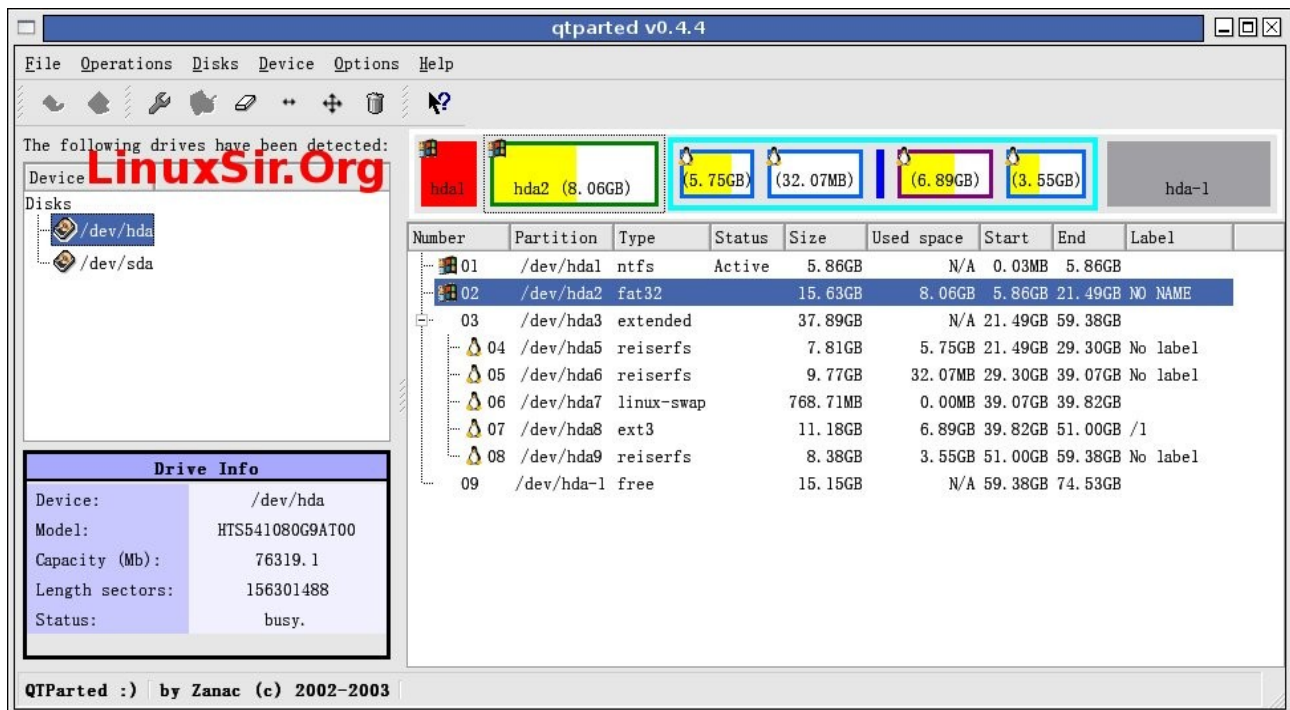 qtparted v0.4.4
File Operations Disks Device Options Help
The following drives have been detected:
LinuxSir.Org
Device
Disks
/dev/hda
/dev/sda
hda1
hda2 (8.06GB)
(5.75GB)
(32.07MB)
(6.89GB)
(3.55GB)
hda-1
Number Partition Type Status Size Used space Start End Label
01 /dev/hda1 ntfs Active 5.86GB N/A 0.03MB 5.86GB
02 /dev/hda2 fat32 15.63GB 8.06GB 5.86GB 21.49GB NO NAME
03 /dev/hda3 extended 37.89GB N/A 21.49GB 59.38GB
04 /dev/hda5 reiserfs 7.81GB 5.75GB 21.49GB 29.30GB No label
05 /dev/hda6 reiserfs 9.77GB 32.07MB 29.30GB 39.07GB No label
06 /dev/hda7 linux-swap 768.71MB 0.00MB 39.07GB 39.82GB
07 /dev/hda8 ext3 11.18GB 6.89GB 39.82GB 51.00GB /1
08 /dev/hda9 reiserfs 8.38GB 3.55GB 51.00GB 59.38GB No label
09 /dev/hda-1 free 15.15GB N/A 59.38GB 74.53GB
Drive Info
Device: /dev/hda
Model: HTS541080G9AT00
Capacity (Mb): 76319.1
Length sectors: 156301488
Status: busy.
QTParted :) by Zanac (c) 2002-2003